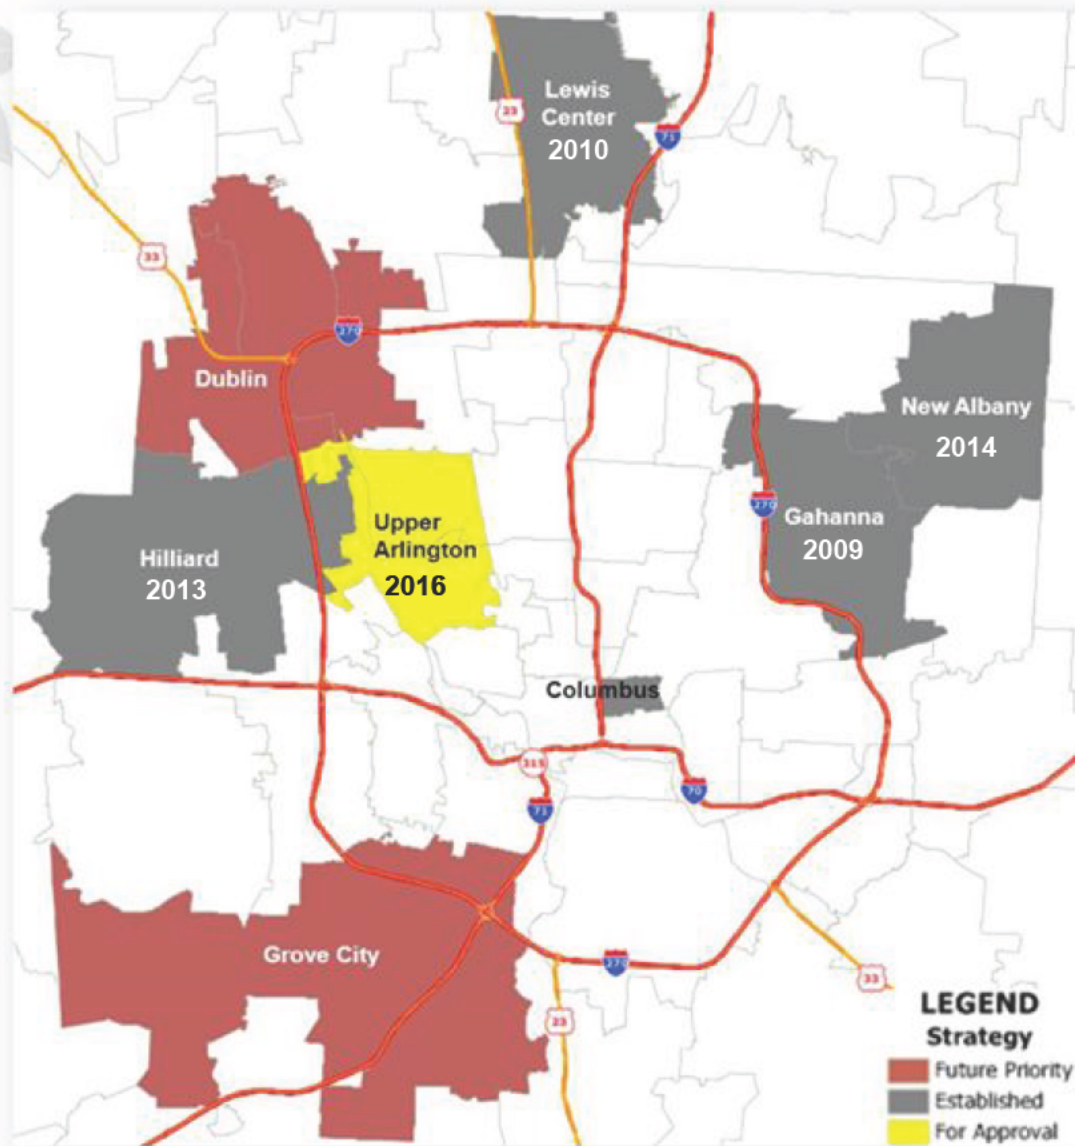 Lewis
Center
2010
23
71
33
270
Dublin
New Albany
2014
270
Gahanna
2009
Upper
Arlington
2016
Hilliard
2013
Columbus
315
70
71
Grove City
270
33
23
LEGEND
Strategy
Future Priority
Established
For Approval